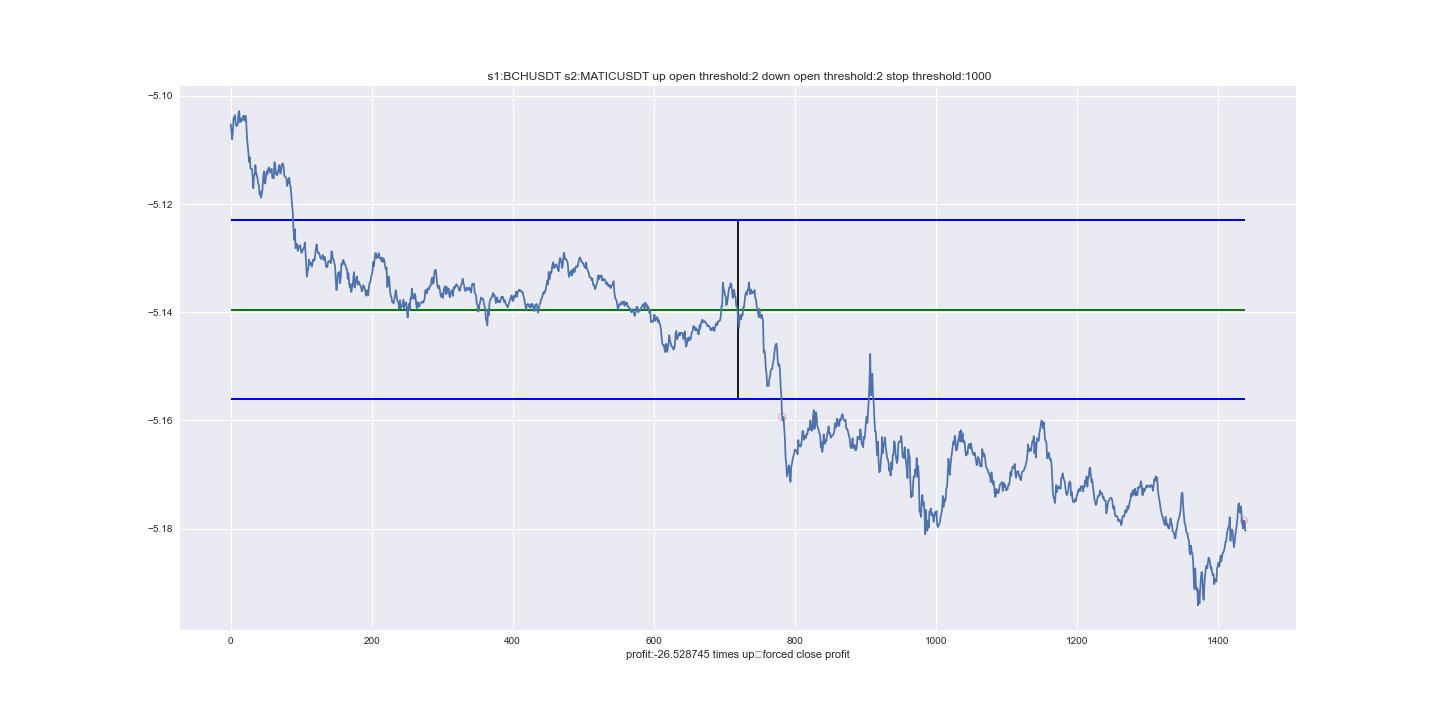 s1:BCHUSDT s2:MATICUSDT up open threshold:2 down open threshold:2 stop threshold:1000
−5.10
−5.12
−5.14
−5.16
−5.18
0 200 400 600 800 1000 1200 1400
profit:-26.528745 times up□forced close profit